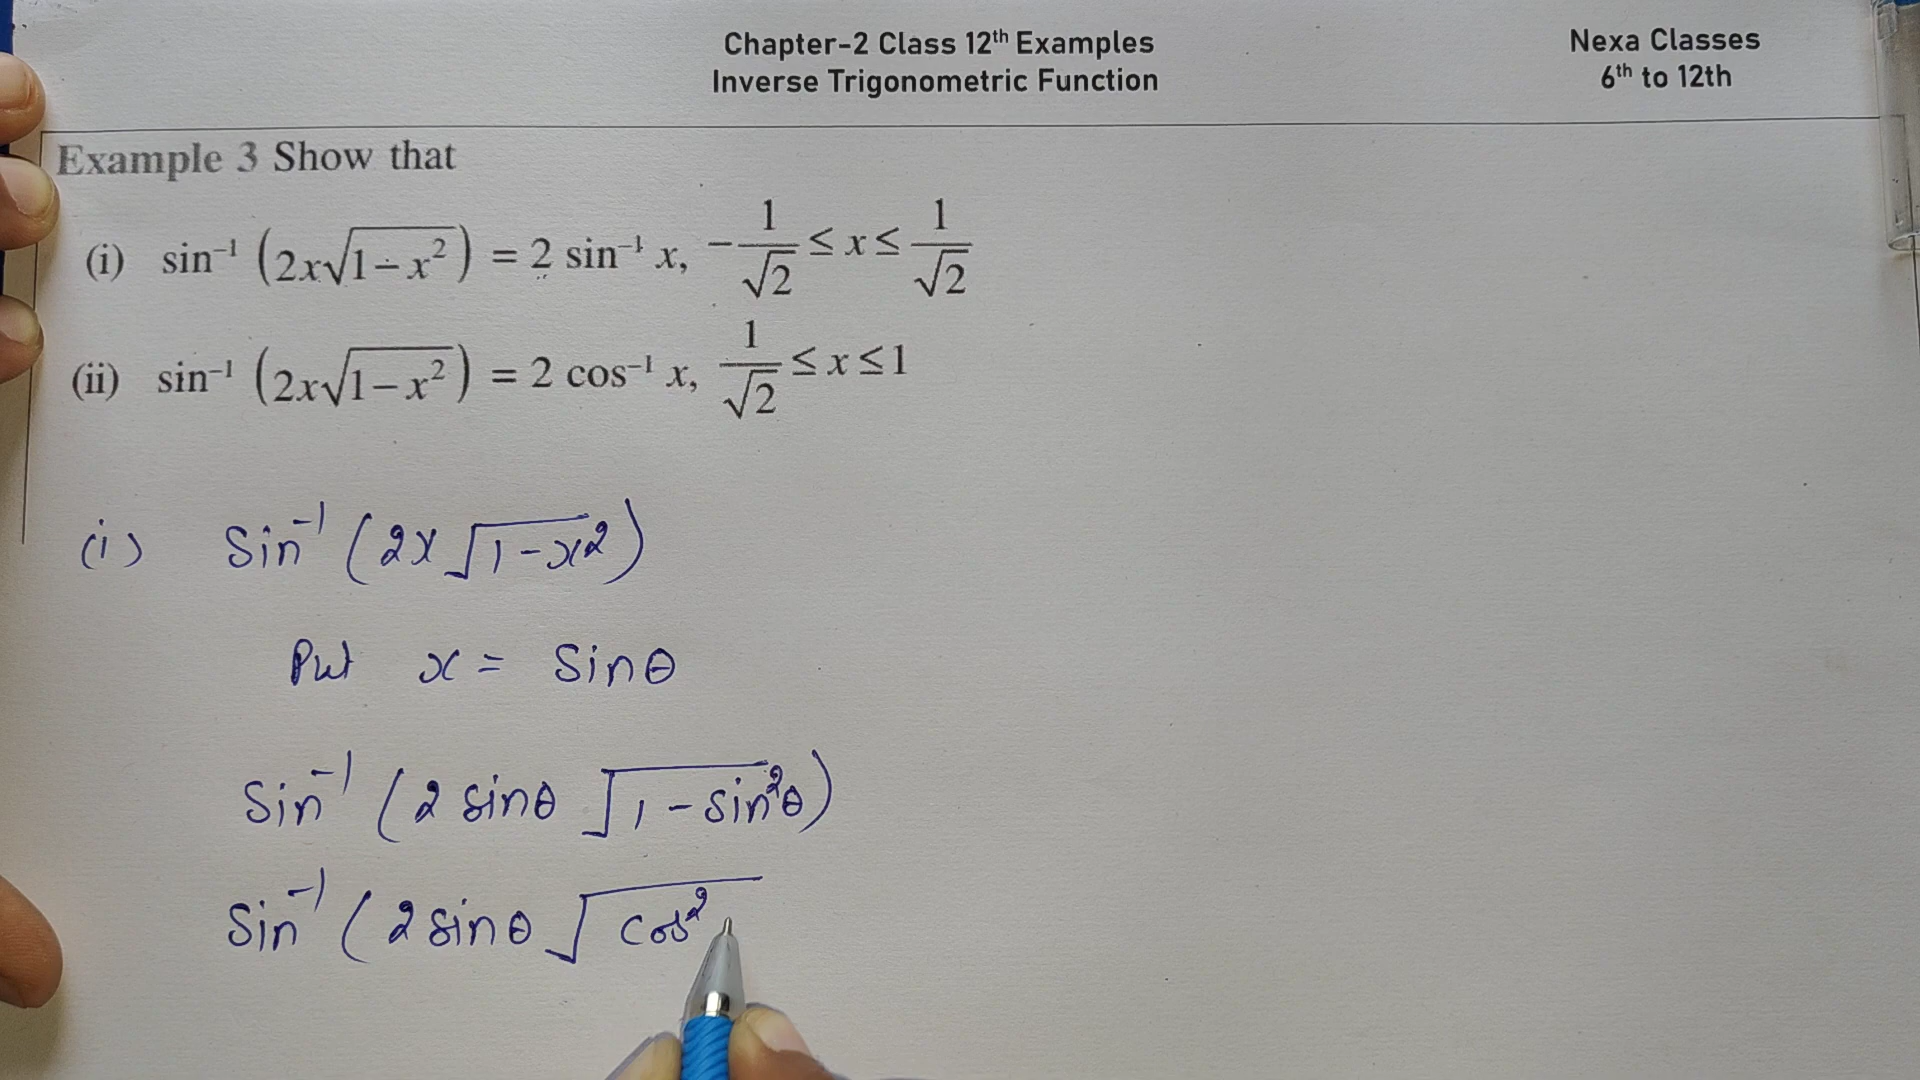 Chapter-2 Class 12th Examples
Inverse Trigonometric Function
Nexa Classes
6th to 12th
Example 3 Show that
(i) sin⁻¹ (2x√(1−x²)) = 2 sin⁻¹ x, −1/√2 ≤ x ≤ 1/√2
(ii) sin⁻¹ (2x√(1−x²)) = 2 cos⁻¹ x, 1/√2 ≤ x ≤ 1
(i) Sin⁻¹ (2x √(1-x²))
Put x = Sinθ
Sin⁻¹ (2 sinθ √(1-sin²θ))
Sin⁻¹ (2 sinθ √cos²